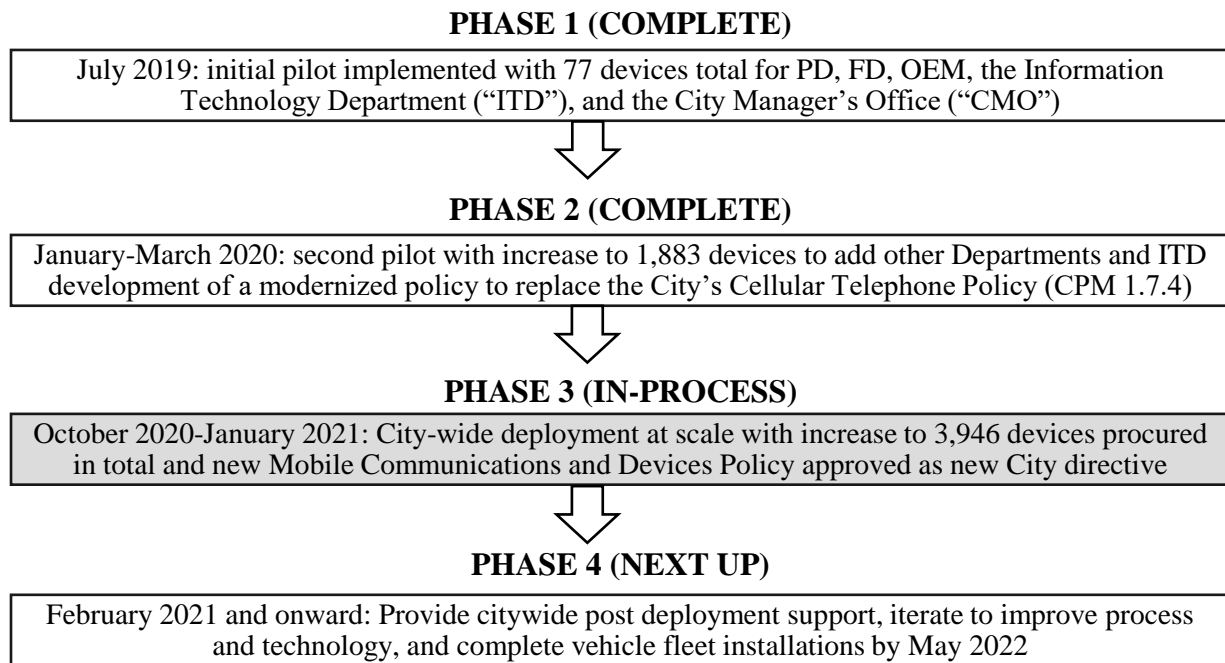 PHASE 1 (COMPLETE)
July 2019: initial pilot implemented with 77 devices total for PD, FD, OEM, the Information
Technology Department (“ITD”), and the City Manager’s Office (“CMO”)
PHASE 2 (COMPLETE)
January-March 2020: second pilot with increase to 1,883 devices to add other Departments and ITD
development of a modernized policy to replace the City’s Cellular Telephone Policy (CPM 1.7.4)
PHASE 3 (IN-PROCESS)
October 2020-January 2021: City-wide deployment at scale with increase to 3,946 devices procured
in total and new Mobile Communications and Devices Policy approved as new City directive
PHASE 4 (NEXT UP)
February 2021 and onward: Provide citywide post deployment support, iterate to improve process
and technology, and complete vehicle fleet installations by May 2022